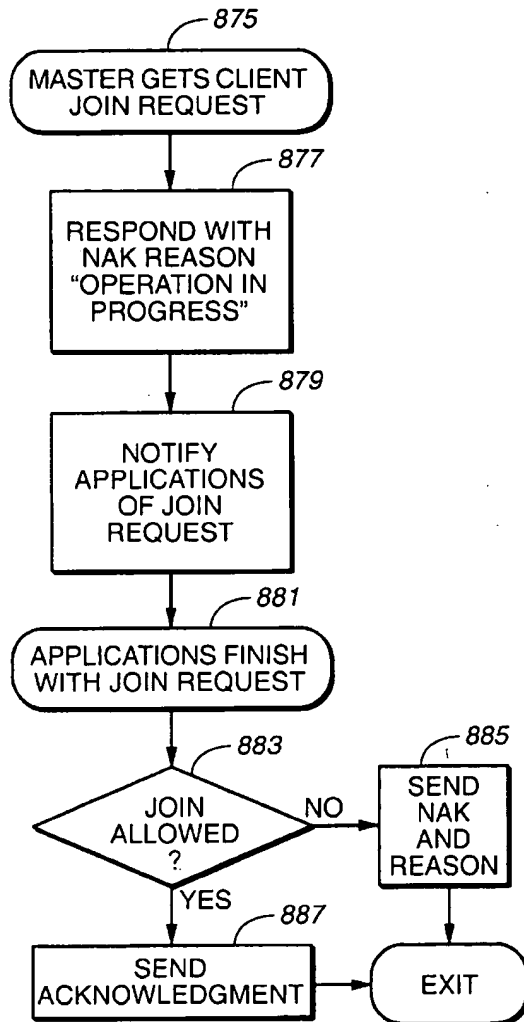 875
MASTER GETS CLIENT
JOIN REQUEST
877
RESPOND WITH
NAK REASON
“OPERATION IN
PROGRESS”
879
NOTIFY
APPLICATIONS
OF JOIN
REQUEST
881
APPLICATIONS FINISH
WITH JOIN REQUEST
883
JOIN
ALLOWED
?
NO
885
SEND
NAK
AND
REASON
YES
887
SEND
ACKNOWLEDGMENT
EXIT